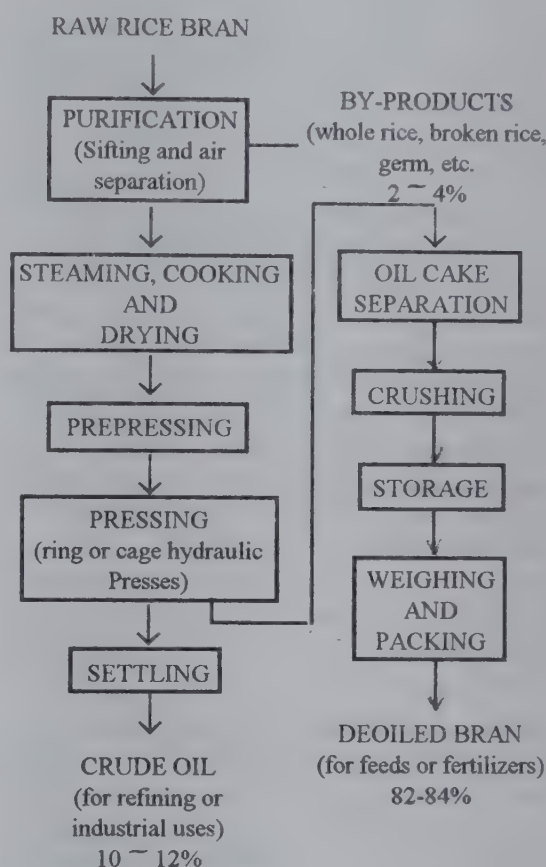 RAW RICE BRAN
PURIFICATION
(Sifting and air
separation)
BY-PRODUCTS
(whole rice, broken rice,
germ, etc.
2 ~ 4%
STEAMING, COOKING
AND
DRYING
PREPRESSING
PRESSING
(ring or cage hydraulic
Presses)
SETTLING
CRUDE OIL
(for refining or
industrial uses)
10 ~ 12%
OIL CAKE
SEPARATION
CRUSHING
STORAGE
WEIGHING
AND
PACKING
DEOILED BRAN
(for feeds or fertilizers)
82-84%